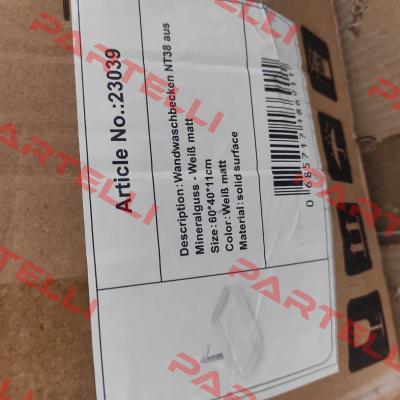 Article No.:23039
Description:Wandwaschbecken NT38 aus
Mineralguss - Weiß matt
Size:60*40*11cm
Color:Weiß matt
Material:solid surface
PARTELLI
PARTELLI
PARTELLI
PARTELLI
PARTELLI